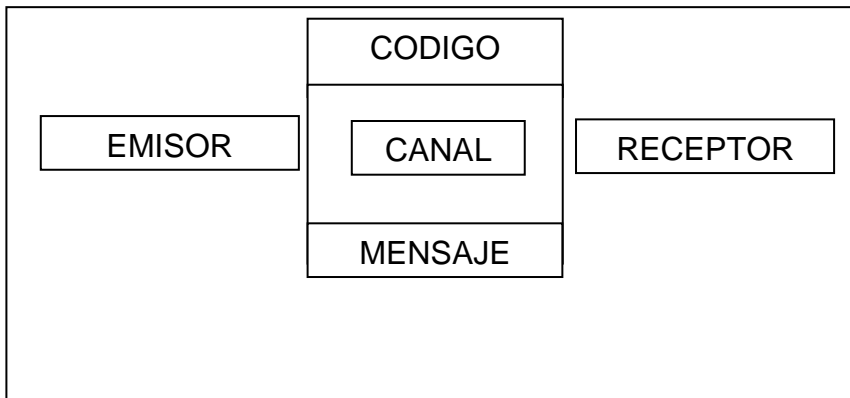 CODIGO
EMISOR
CANAL
RECEPTOR
MENSAJE